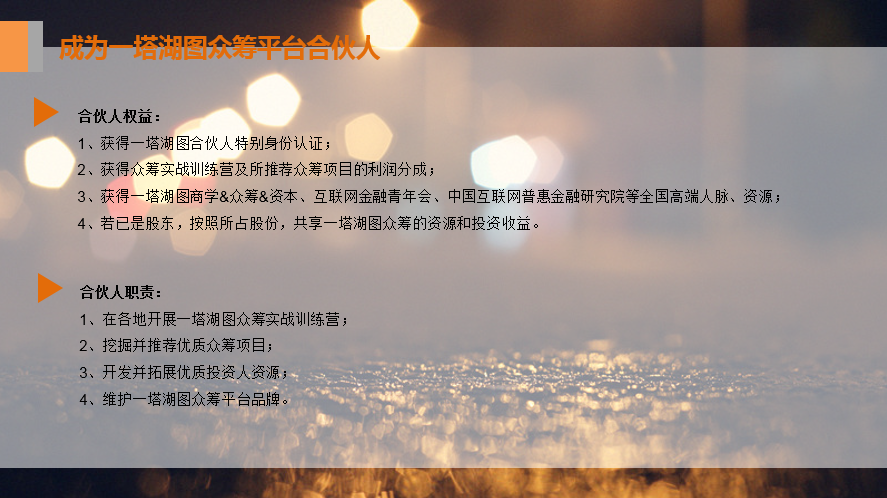 成为一塔湖图众筹平台合伙人
合伙人权益：
1、获得一塔湖图合伙人特别身份认证；
2、获得众筹实战训练营及所推荐众筹项目的利润分成；
3、获得一塔湖图商学&众筹&资本、互联网金融青年会、中国互联网普惠金融研究院等全国高端人脉、资源；
4、若已是股东，按照所占股份，共享一塔湖图众筹的资源和投资收益。
合伙人职责：
1、在各地开展一塔湖图众筹实战训练营；
2、挖掘并推荐优质众筹项目；
3、开发并拓展优质投资人资源；
4、维护一塔湖图众筹平台品牌。